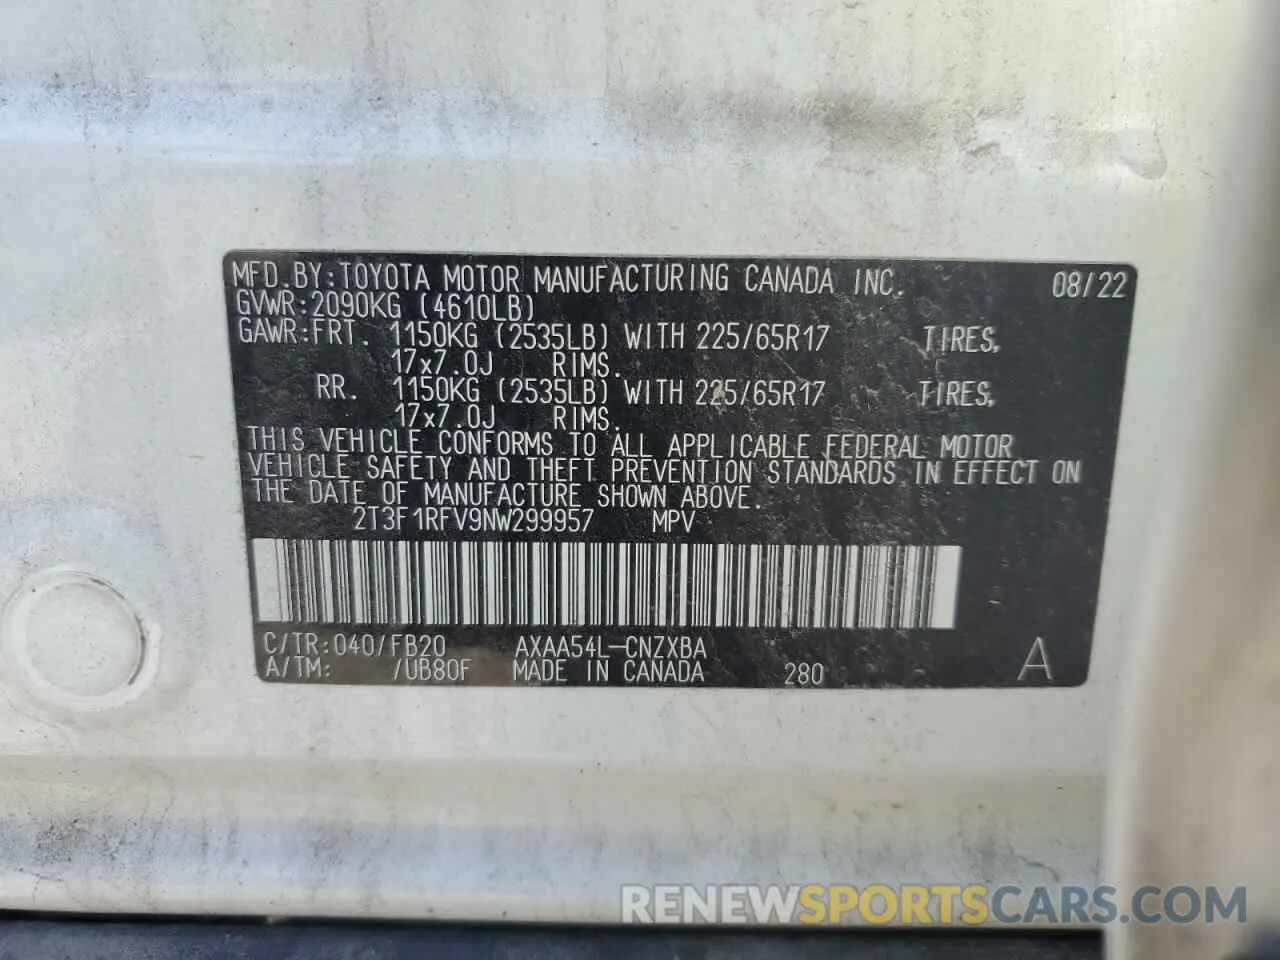 MFD.BY:TOYOTA MOTOR MANUFACTURING CANADA INC. 08/22
GVWR:2090KG (4610LB)
GAWR:FRT. 1150KG (2535LB) WITH 225/65R17 TIRES,
17x7.0J RIMS.
RR. 1150KG (2535LB) WITH 225/65R17 TIRES,
17x7.0J RIMS.
THIS VEHICLE CONFORMS TO ALL APPLICABLE FEDERAL MOTOR
VEHICLE SAFETY AND THEFT PREVENTION STANDARDS IN EFFECT ON
THE DATE OF MANUFACTURE SHOWN ABOVE.
2T3F1RFV9NW299957 MPV
C/TR:040/FB20 AXAA54L-CNZXBA
A/TM: /UB80F MADE IN CANADA 280 A
RENEWSPORTSCARS.COM